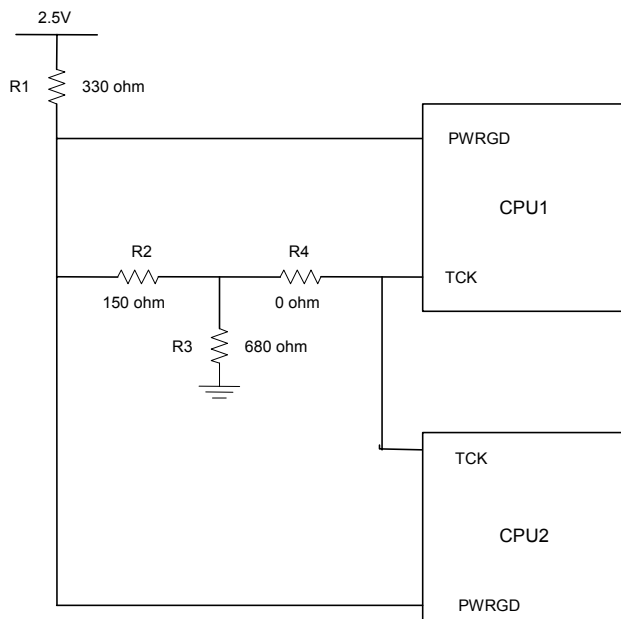 2.5V
R1
330 ohm
PWRGD
CPU1
R2
R4
TCK
150 ohm
0 ohm
R3
680 ohm
TCK
CPU2
PWRGD